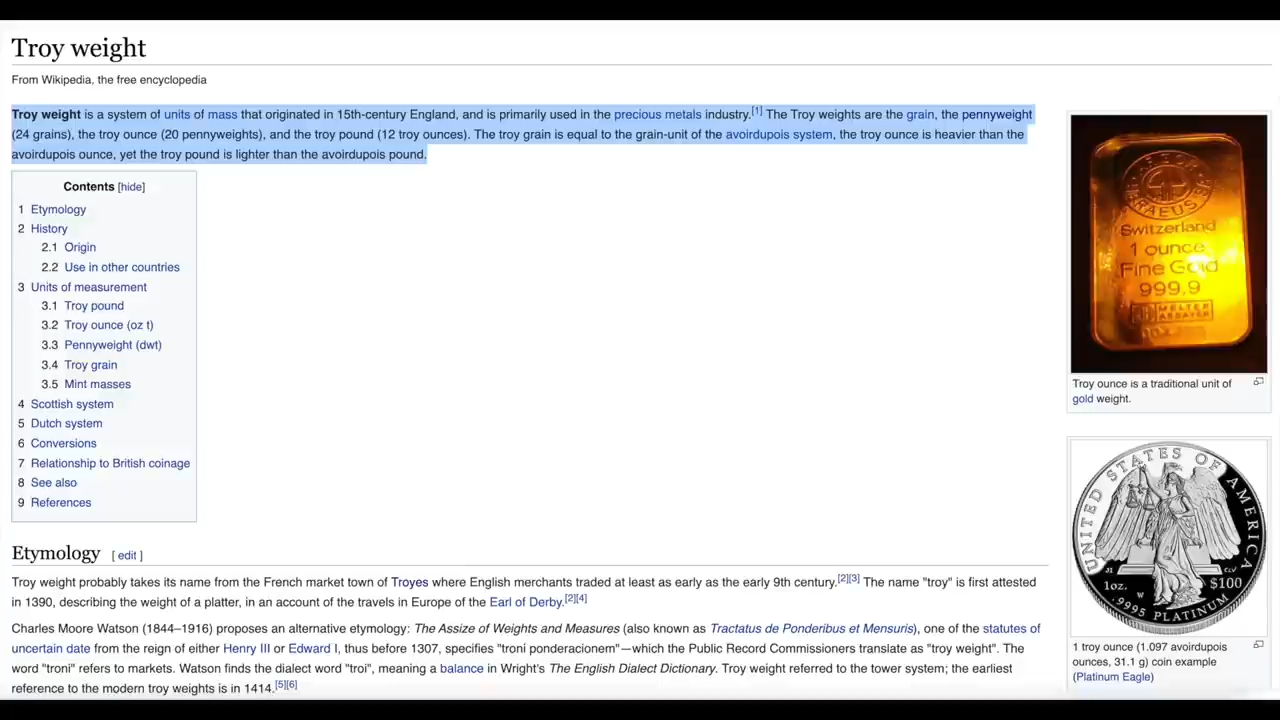 Troy weight
From Wikipedia, the free encyclopedia
Troy weight is a system of units of mass that originated in 15th-century England, and is primarily used in the precious metals industry.[1] The Troy weights are the grain, the pennyweight
(24 grains), the troy ounce (20 pennyweights), and the troy pound (12 troy ounces). The troy grain is equal to the grain-unit of the avoirdupois system, the troy ounce is heavier than the
avoirdupois ounce, yet the troy pound is lighter than the avoirdupois pound.
Contents [hide]
1 Etymology
2 History
2.1 Origin
2.2 Use in other countries
3 Units of measurement
3.1 Troy pound
3.2 Troy ounce (oz t)
3.3 Pennyweight (dwt)
3.4 Troy grain
3.5 Mint masses
4 Scottish system
5 Dutch system
6 Conversions
7 Relationship to British coinage
8 See also
9 References
Etymology [ edit ]
Troy weight probably takes its name from the French market town of Troyes where English merchants traded at least as early as the early 9th century.[2][3] The name "troy" is first attested
in 1390, describing the weight of a platter, in an account of the travels in Europe of the Earl of Derby.[2][4]
Charles Moore Watson (1844–1916) proposes an alternative etymology: The Assize of Weights and Measures (also known as Tractatus de Ponderibus et Mensuris), one of the statutes of
uncertain date from the reign of either Henry III or Edward I, thus before 1307, specifies "troni ponderacionem"—which the Public Record Commissioners translate as "troy weight". The
word "troni" refers to markets. Watson finds the dialect word "troi", meaning a balance in Wright's The English Dialect Dictionary. Troy weight referred to the tower system; the earliest
reference to the modern troy weights is in 1414.[5][6]
Switzerland
1 ounce
Fine Gold
999.9
MELTER
ASSAYER
Troy ounce is a traditional unit of
gold weight.
UNITED STATES OF AMERICA
1oz.
W
$100
.9995 PLATINUM
1 troy ounce (1.097 avoirdupois
ounces, 31.1 g) coin example
(Platinum Eagle)